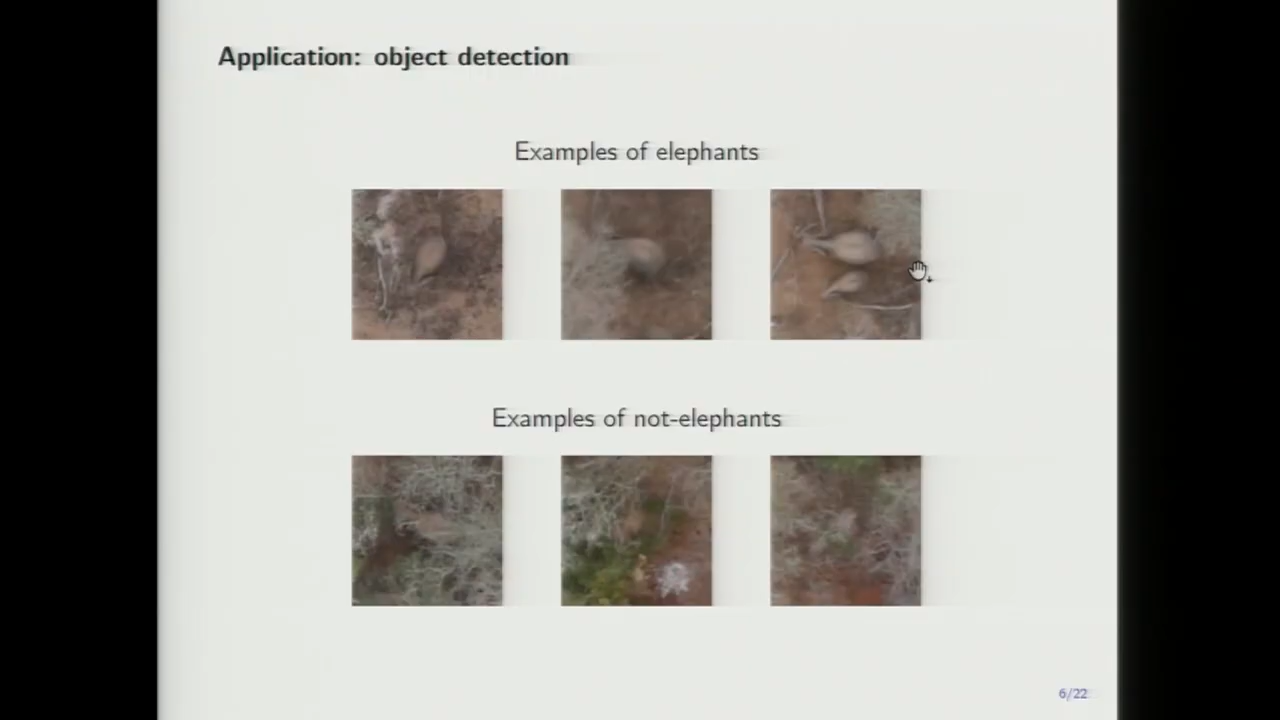 Application: object detection
Examples of elephants
Examples of not-elephants
6/22